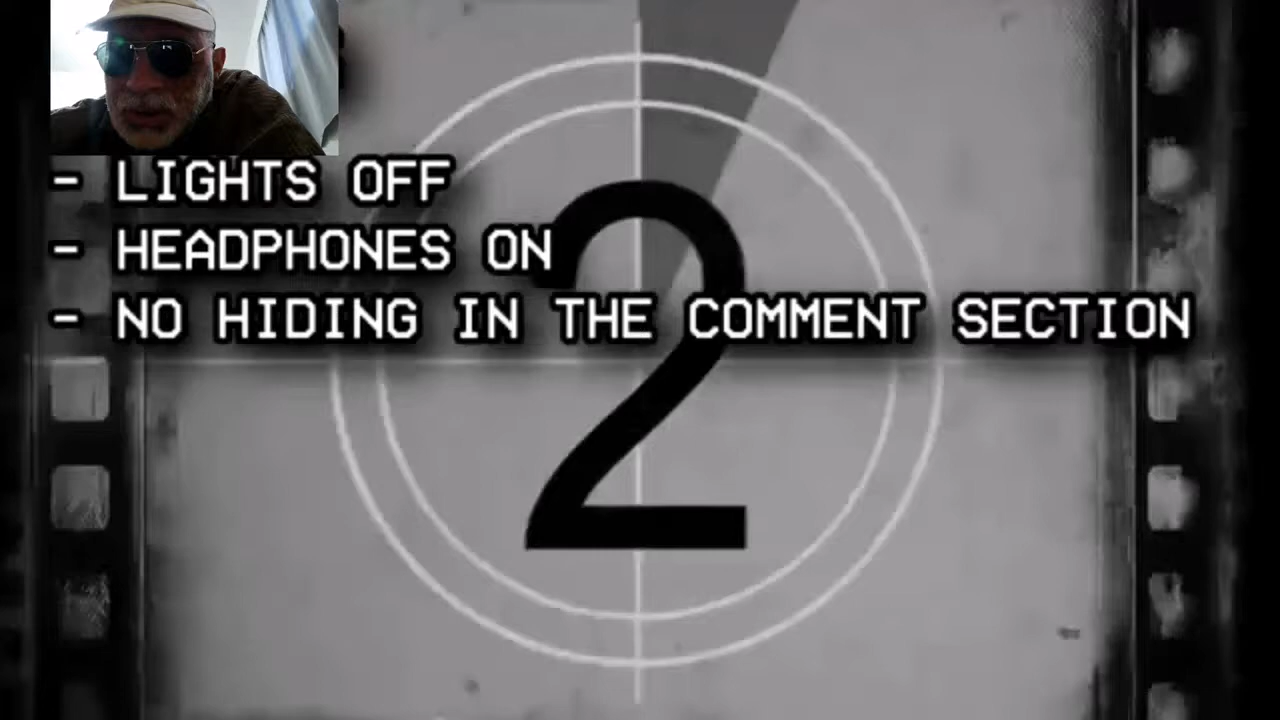 - LIGHTS OFF
- HEADPHONES ON
- NO HIDING IN THE COMMENT SECTION
2